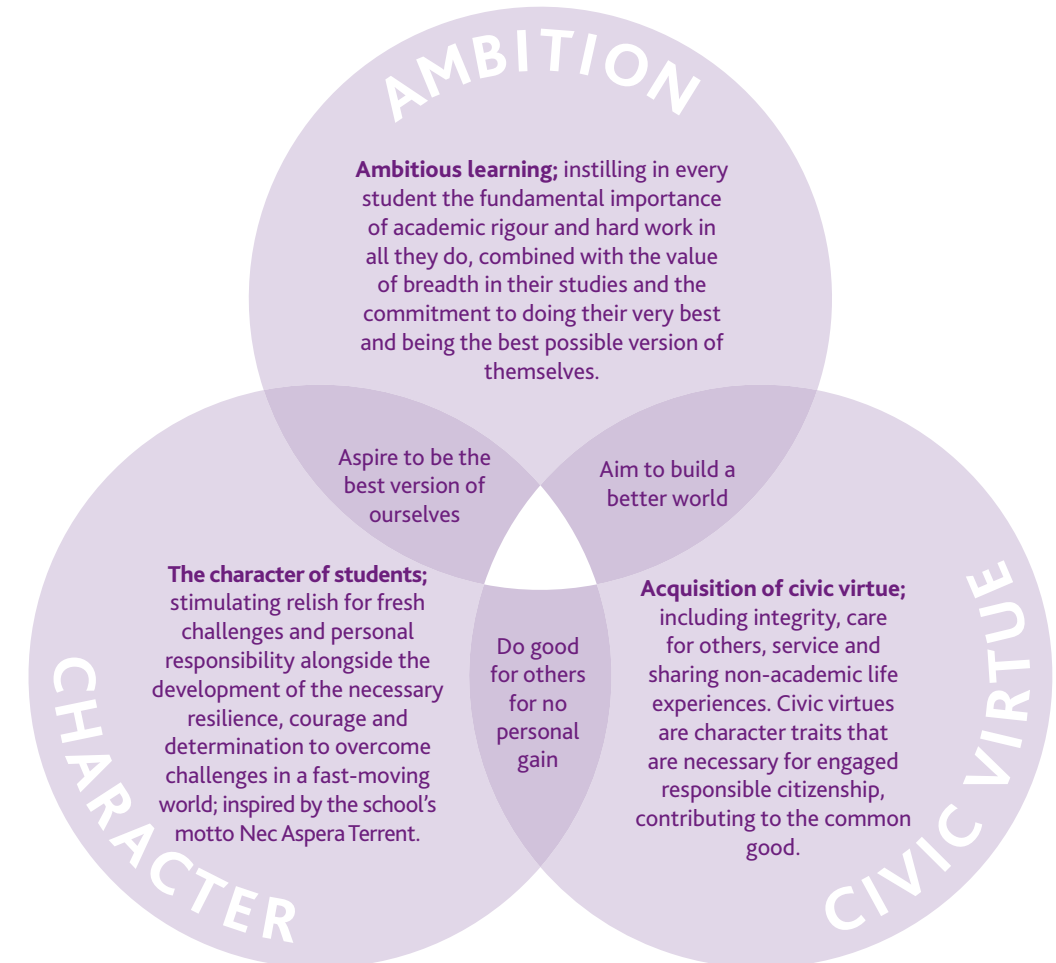 AMBITION
Ambitious learning; instilling in every
student the fundamental importance
of academic rigour and hard work in
all they do, combined with the value
of breadth in their studies and the
commitment to doing their very best
and being the best possible version of
themselves.
Aspire to be the
best version of
ourselves
Aim to build a
better world
CHARACTER
The character of students;
stimulating relish for fresh
challenges and personal
responsibility alongside the
development of the necessary
resilience, courage and
determination to overcome
challenges in a fast-moving
world; inspired by the school's
motto Nec Aspera Terrent.
Do good
for others
for no
personal
gain
CIVIC VIRTUE
Acquisition of civic virtue;
including integrity, care
for others, service and
sharing non-academic life
experiences. Civic virtues
are character traits that
are necessary for engaged
responsible citizenship,
contributing to the common
good.